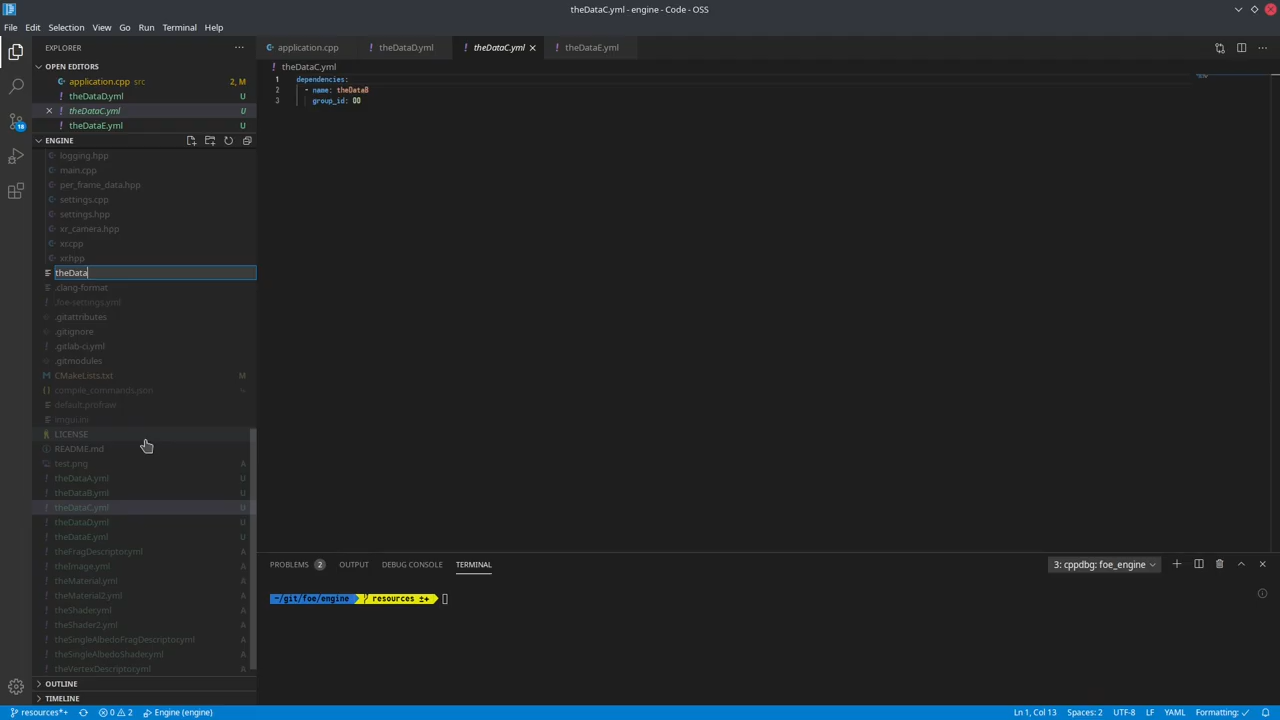 theDataC.yml - engine - Code - OSS
File Edit Selection View Go Run Terminal Help
EXPLORER
OPEN EDITORS
application.cpp src 2, M
theDataD.yml U
theDataC.yml U
theDataE.yml U
ENGINE
logging.hpp
main.cpp
per_frame_data.hpp
settings.cpp
settings.hpp
xr_camera.hpp
xr.cpp
xr.hpp
theData
.clang-format
.foe-settings.yml
.gitattributes
.gitignore
.gitlab-ci.yml
.gitmodules
CMakeLists.txt M
compile_commands.json
default.profraw
imgui.ini
LICENSE
README.md
test.png A
theDataA.yml U
theDataB.yml U
theDataC.yml U
theDataD.yml U
theDataE.yml U
theFragDescriptor.yml A
theImage.yml A
theMaterial.yml A
theMaterial2.yml A
theShader.yml A
theShader2.yml A
theSingleAlbedoFragDescriptor.yml A
theSingleAlbedoShader.yml A
theVertexDescriptor.yml A
OUTLINE
TIMELINE
18
application.cpp theDataD.yml theDataC.yml theDataE.yml
theDataC.yml
1 dependencies:
2 - name: theDataB
3 group_id: 00
PROBLEMS 2 OUTPUT DEBUG CONSOLE TERMINAL 3: cppdbg: foe_engine
~/git/foe/engine resources ±+
resources*+ 0 2 Engine (engine) Ln 1, Col 13 Spaces: 2 UTF-8 LF YAML Formatting: ✓